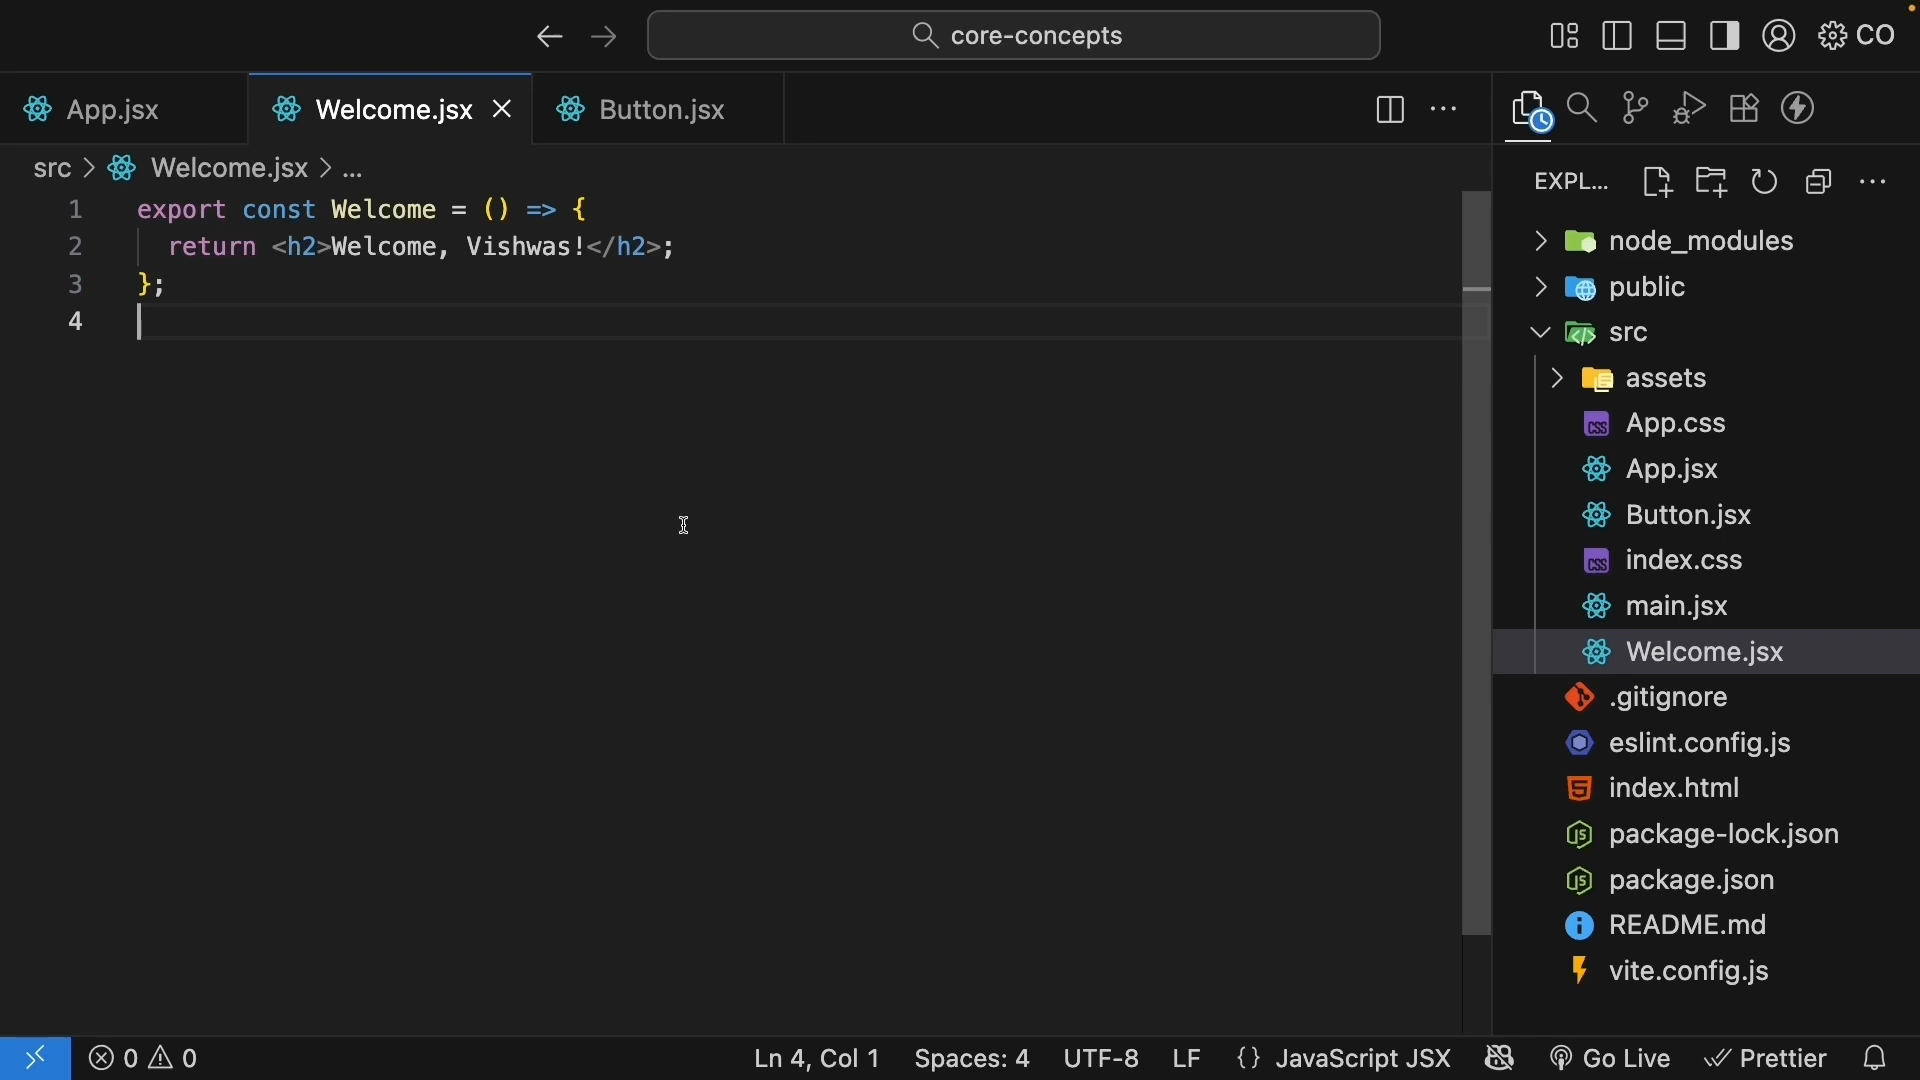 core-concepts
CO
App.jsx
Welcome.jsx
Button.jsx
src > Welcome.jsx > ...
EXPL...
1 export const Welcome = () => {
2   return <h2>Welcome, Vishwas!</h2>;
3 };
4
node_modules
public
src
assets
App.css
App.jsx
Button.jsx
index.css
main.jsx
Welcome.jsx
.gitignore
eslint.config.js
index.html
package-lock.json
package.json
README.md
vite.config.js
0 0 Ln 4, Col 1 Spaces: 4 UTF-8 LF {} JavaScript JSX Go Live Prettier